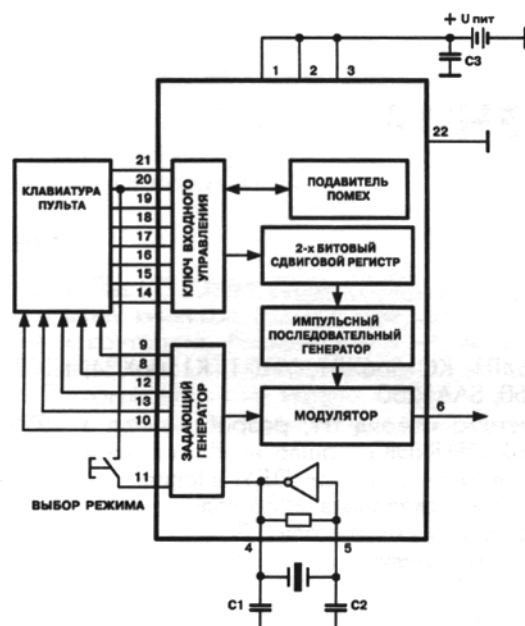 + U пит
C3
1 2 3
22
21
20
19
18
17
16
15
14
КЛАВИАТУРА
ПУЛЬТА
КЛЮЧ ВХОДНОГО
УПРАВЛЕНИЯ
ПОДАВИТЕЛЬ
ПОМЕХ
2-х БИТОВЫЙ
СДВИГОВОЙ РЕГИСТР
ИМПУЛЬСНЫЙ
ПОСЛЕДОВАТЕЛЬНЫЙ
ГЕНЕРАТОР
9
8
12
13
10
11
ЗАДАЮЩИЙ
ГЕНЕРАТОР
МОДУЛЯТОР
6
ВЫБОР РЕЖИМА
4 5
C1 C2